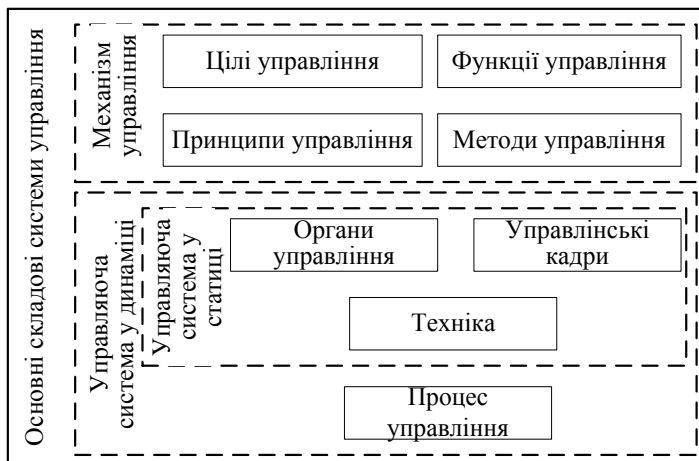 Основні складові системи управління
Механізм
управління
Цілі управління
Функції управління
Принципи управління
Методи управління
Управляюча
система у динаміці
Управляюча
система у
статиці
Органи
управління
Управлінські
кадри
Техніка
Процес
управління